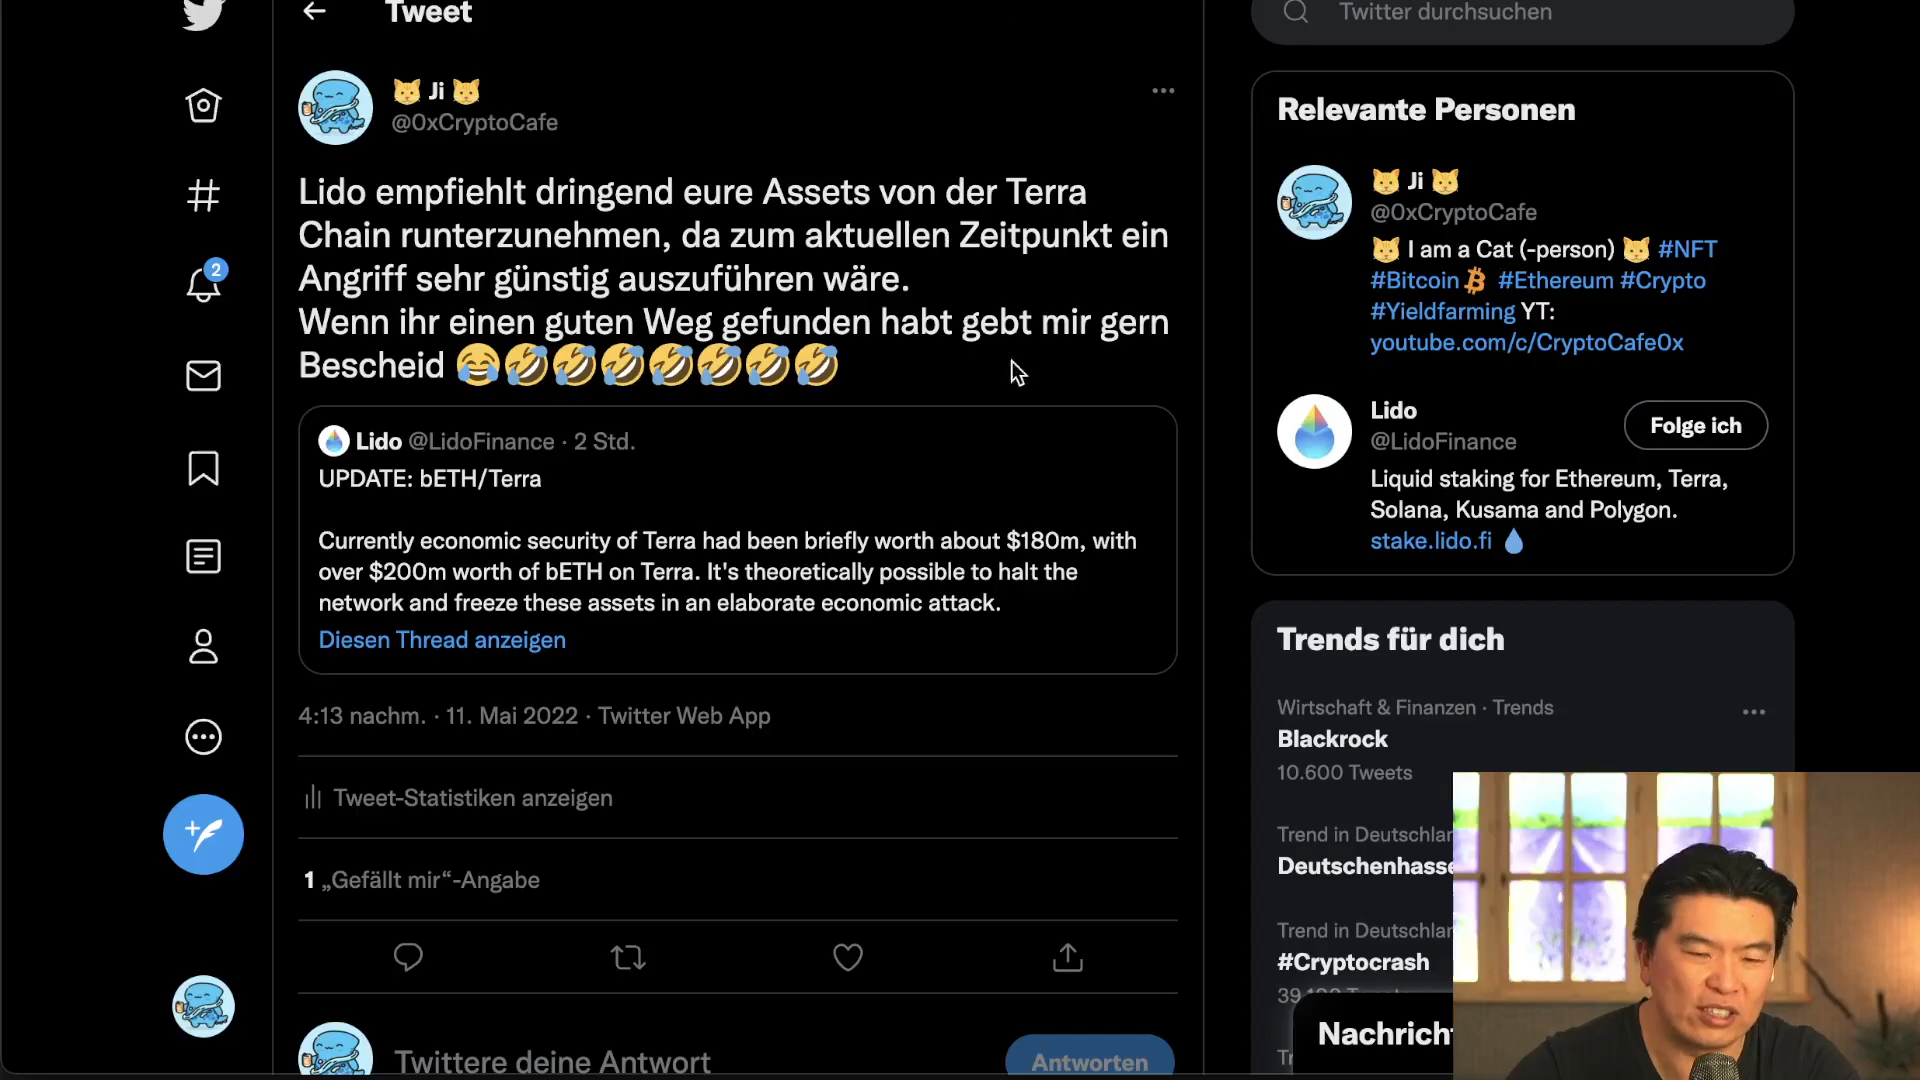 Tweet
Twitter durchsuchen
🐱 Ji 🐱
@0xCryptoCafe
Lido empfiehlt dringend eure Assets von der Terra
Chain runterzunehmen, da zum aktuellen Zeitpunkt ein
Angriff sehr günstig auszuführen wäre.
Wenn ihr einen guten Weg gefunden habt gebt mir gern
Bescheid 😂🤣🤣🤣🤣🤣🤣🤣
Lido @LidoFinance · 2 Std.
UPDATE: bETH/Terra
Currently economic security of Terra had been briefly worth about $180m, with
over $200m worth of bETH on Terra. It's theoretically possible to halt the
network and freeze these assets in an elaborate economic attack.
Diesen Thread anzeigen
4:13 nachm. · 11. Mai 2022 · Twitter Web App
Tweet-Statistiken anzeigen
1 „Gefällt mir“-Angabe
Twittere deine Antwort
Antworten
2
Relevante Personen
🐱 Ji 🐱
@0xCryptoCafe
🐱 I am a Cat (-person) 🐱 #NFT
#Bitcoin #Ethereum #Crypto
#Yieldfarming YT:
youtube.com/c/CryptoCafe0x
Lido
@LidoFinance
Folge ich
Liquid staking for Ethereum, Terra,
Solana, Kusama and Polygon.
stake.lido.fi 💧
Trends für dich
Wirtschaft & Finanzen · Trends
Blackrock
10.600 Tweets
Trend in Deutschlan
Deutschenhasse
Trend in Deutschlan
#Cryptocrash
Nachricht